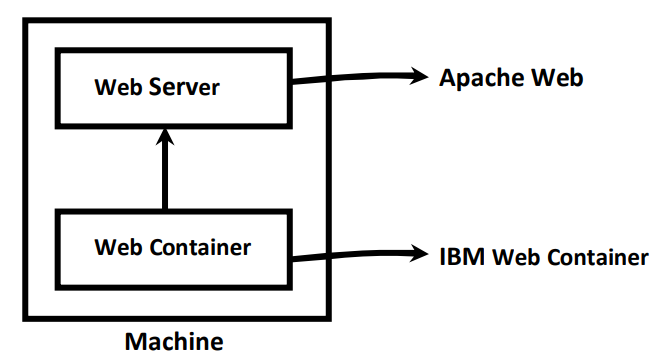 Web Server
Apache Web
Web Container
IBM Web Container
Machine